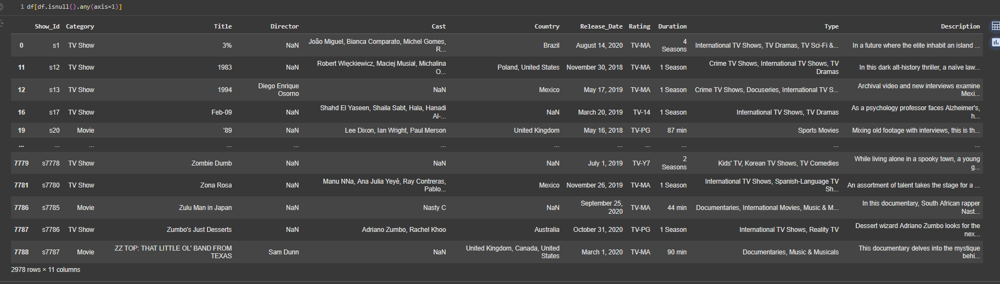 1 df[df.isnull().any(axis=1)]
Show_Id Category Title Director Cast Country Release_Date Rating Duration Type Description
0 s1 TV Show 3% NaN João Miguel, Bianca Comparato, Michel Gomes, R... Brazil August 14, 2020 TV-MA 4 Seasons International TV Shows, TV Dramas, TV Sci-Fi &... In a future where the elite inhabit an island ...
11 s12 TV Show 1983 NaN Robert Więckiewicz, Maciej Musiał, Michalina O... Poland, United States November 30, 2018 TV-MA 1 Season Crime TV Shows, International TV Shows, TV Dramas In this dark alt-history thriller, a naïve law...
12 s13 TV Show 1994 Diego Enrique Osorno NaN Mexico May 17, 2019 TV-MA 1 Season Crime TV Shows, Docuseries, International TV S... Archival video and new interviews examine Mexi...
16 s17 TV Show Feb-09 NaN Shahd El Yaseen, Shaila Sabt, Hala, Hanadi Al-... NaN March 20, 2019 TV-14 1 Season International TV Shows, TV Dramas As a psychology professor faces Alzheimer's, h...
19 s20 Movie '89 NaN Lee Dixon, Ian Wright, Paul Merson United Kingdom May 16, 2018 TV-PG 87 min Sports Movies Mixing old footage with interviews, this is th...
... ... ... ... ... ... ... ... ... ... ... ...
7779 s7778 TV Show Zombie Dumb NaN NaN NaN July 1, 2019 TV-Y7 2 Seasons Kids' TV, Korean TV Shows, TV Comedies While living alone in a spooky town, a young g...
7781 s7780 TV Show Zona Rosa NaN Manu NNa, Ana Julia Yeyé, Ray Contreras, Pablo... Mexico November 26, 2019 TV-MA 1 Season International TV Shows, Spanish-Language TV Sh... An assortment of talent takes the stage for a ...
7786 s7785 Movie Zulu Man in Japan NaN Nasty C NaN September 25, 2020 TV-MA 44 min Documentaries, International Movies, Music & M... In this documentary, South African rapper Nast...
7787 s7786 TV Show Zumbo's Just Desserts NaN Adriano Zumbo, Rachel Khoo Australia October 31, 2020 TV-PG 1 Season International TV Shows, Reality TV Dessert wizard Adriano Zumbo looks for the nex...
7788 s7787 Movie ZZ TOP: THAT LITTLE OL' BAND FROM TEXAS Sam Dunn NaN United Kingdom, Canada, United States March 1, 2020 TV-MA 90 min Documentaries, Music & Musicals This documentary delves into the mystique behi...
2978 rows × 11 columns